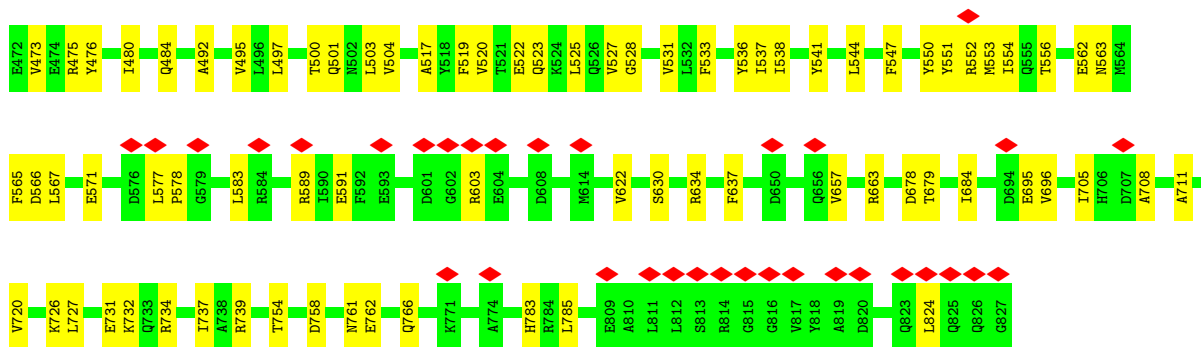 E472 V473 E474 R475 Y476 I480 Q484 A492 V495 L496 L497 T500 Q501 N502 L503 V504 A517 Y518 F519 V520 T521 E522 Q523 K524 L525 Q526 V527 G528 V531 L532 F533 Y536 I537 I538 Y541 L544 F547 Y550 Y551 R552 M553 I554 Q555 T556 E562 N563 M564
F565 D566 L567 E571 D576 L577 P578 G579 L583 R584 R589 I590 E591 F592 E593 D601 G602 R603 E604 D608 M614 V622 S630 R634 F637 D650 Q656 V657 R663 D678 T679 I684 D694 E695 V696 I705 H706 D707 A708 A711
V720 K726 L727 E731 K732 Q733 R734 I737 A738 R739 T754 D758 N761 E762 Q766 K771 A774 H783 R784 L785 E809 A810 L811 L812 S813 R814 G815 G816 V817 Y818 A819 D820 Q823 L824 Q825 Q826 G827